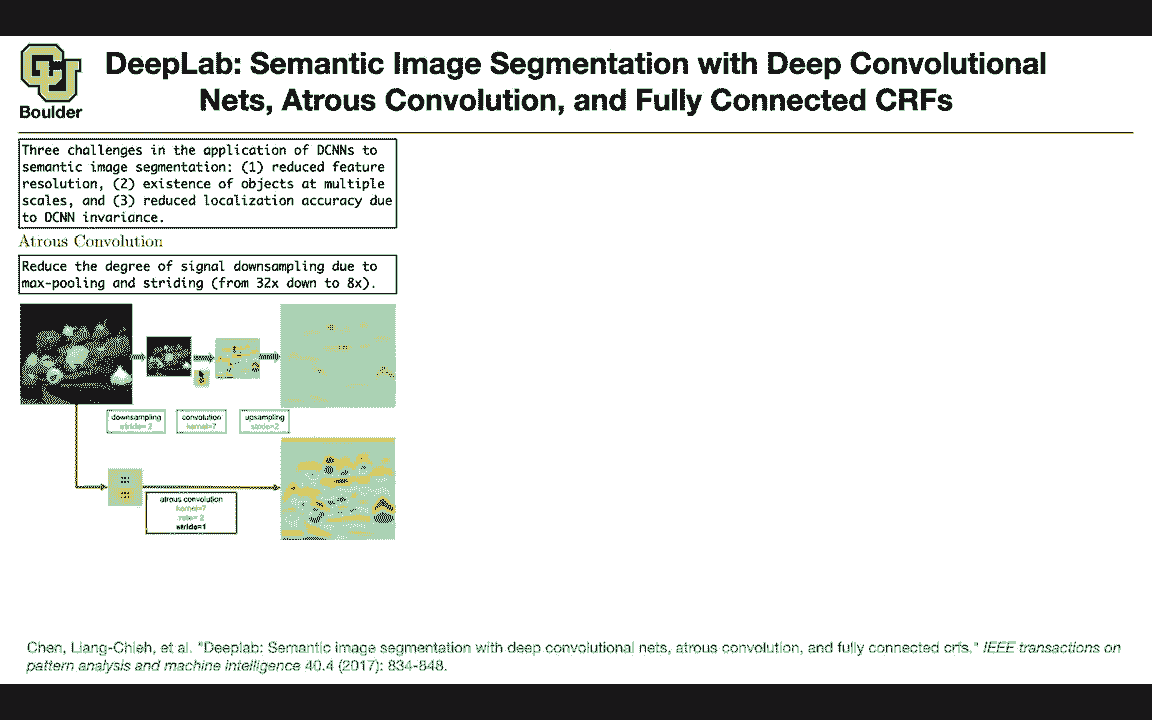 DeepLab: Semantic Image Segmentation with Deep Convolutional
Nets, Atrous Convolution, and Fully Connected CRFs
Boulder
Three challenges in the application of DCNNs to
semantic image segmentation: (1) reduced feature
resolution, (2) existence of objects at multiple
scales, and (3) reduced localization accuracy due
to DCNN invariance.
Atrous Convolution
Reduce the degree of signal downsampling due to
max-pooling and striding (from 32x down to 8x).
downsampling
stride=2
convolution
kernel=7
upsampling
stride=2
atrous convolution
kernel=7
rate=2
stride=1
Chen, Liang-Chieh, et al. "Deeplab: Semantic image segmentation with deep convolutional nets, atrous convolution, and fully connected crfs." IEEE transactions on
pattern analysis and machine intelligence 40.4 (2017): 834-848.